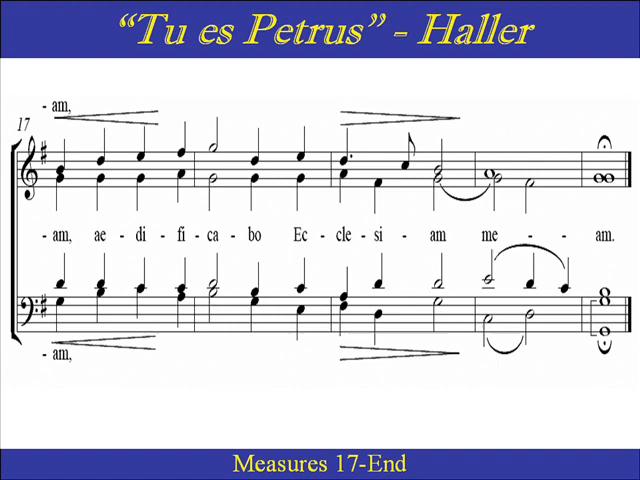 “Tu es Petrus” - Haller
- am,
17
- am, ae - di - fi - ca - bo Ec - cle - si - am me - - am.
- am,
Measures 17-End